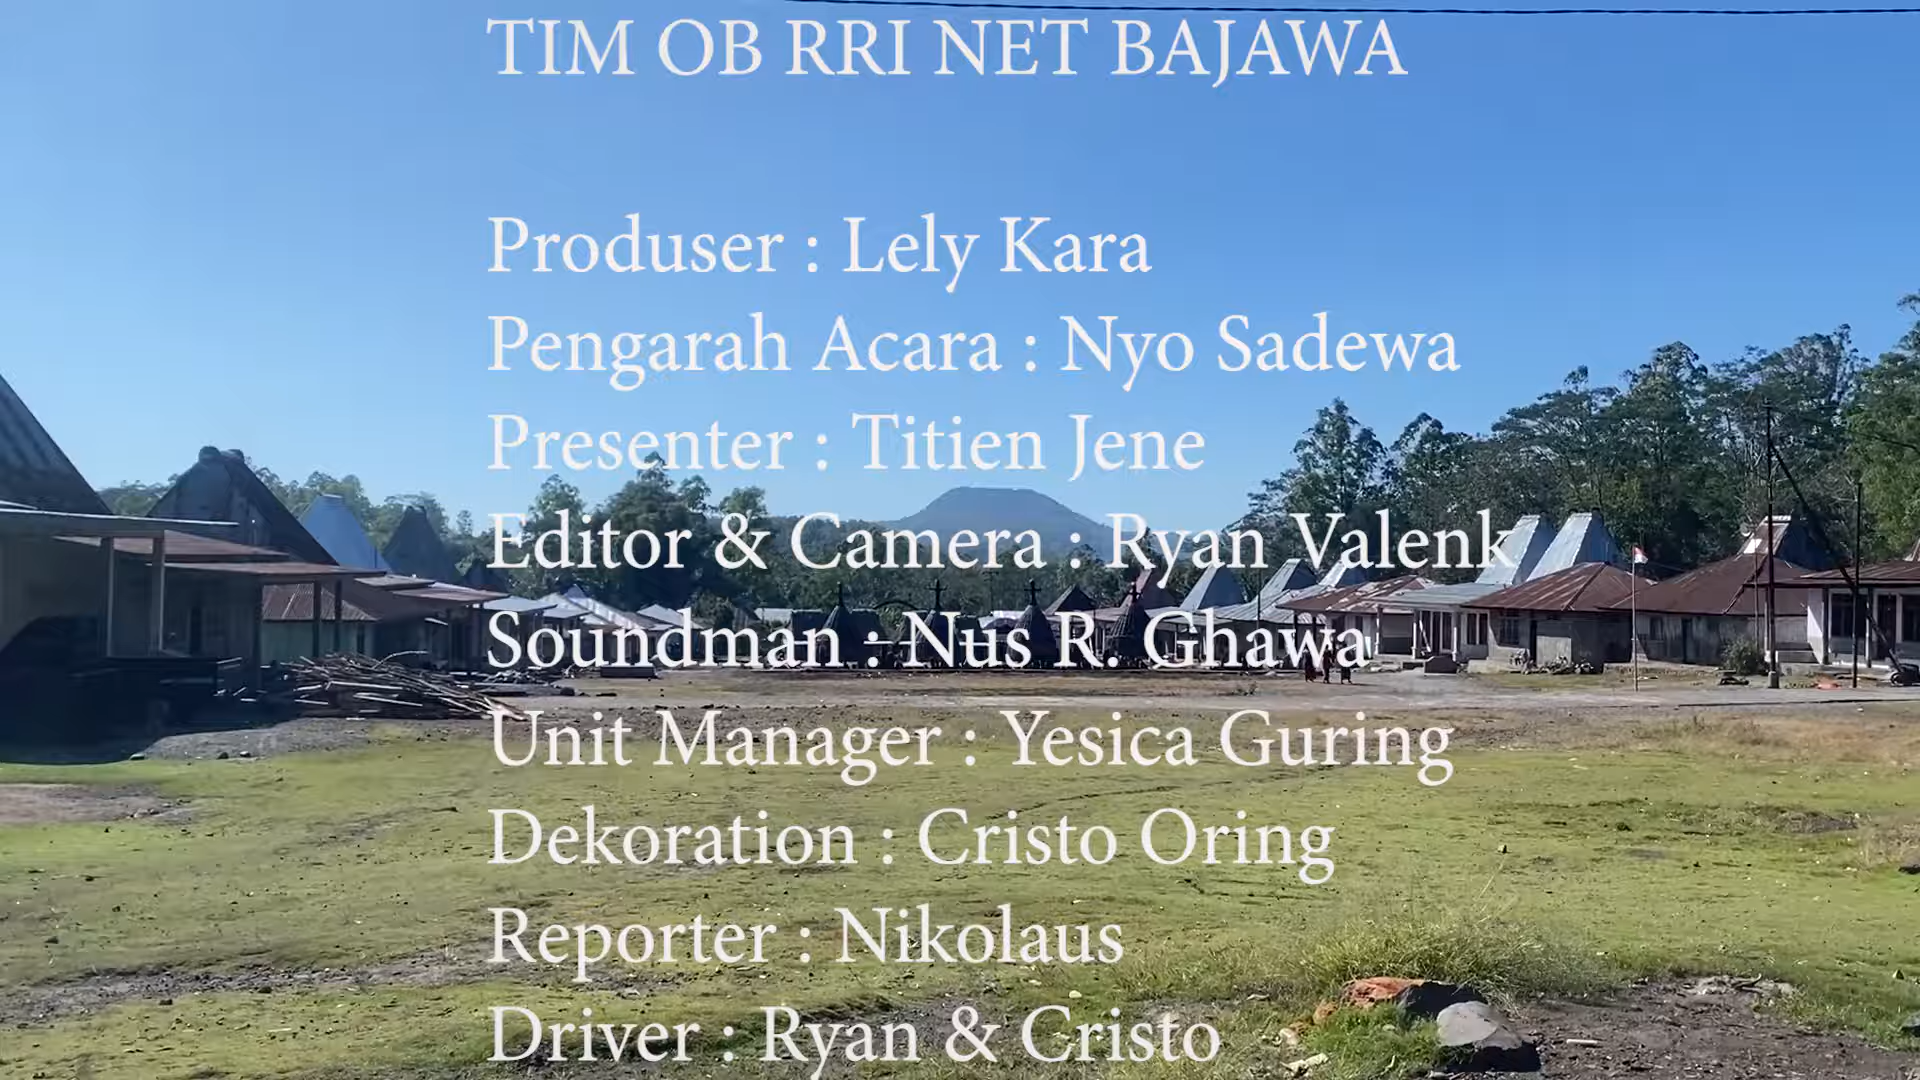 TIM OB RRI NET BAJAWA
Produser : Lely Kara
Pengarah Acara : Nyo Sadewa
Presenter : Titien Jene
Editor & Camera : Ryan Valenk
Soundman : Nus R. Ghawa
Unit Manager : Yesica Guring
Dekoration : Cristo Oring
Reporter : Nikolaus
Driver : Ryan & Cristo